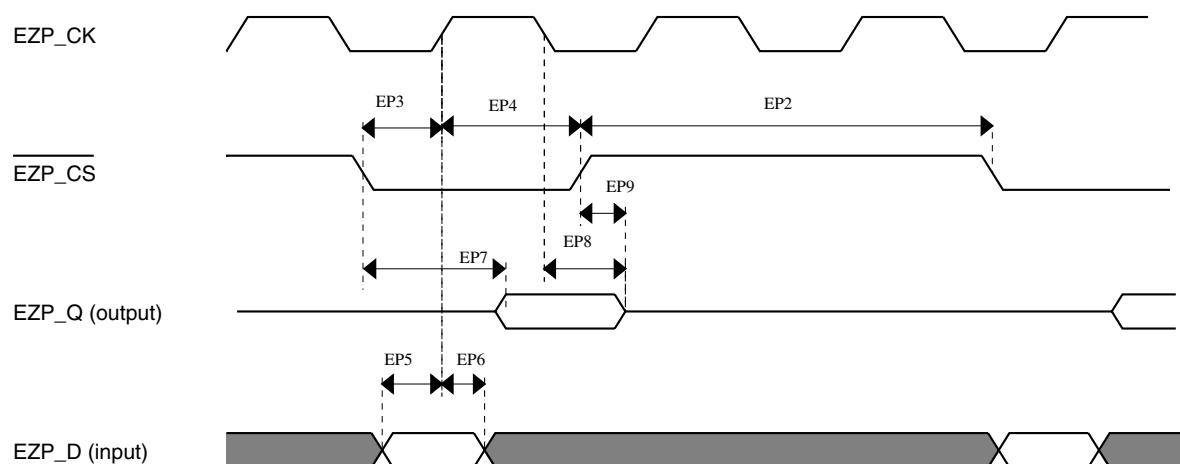 EZP_CK
EP3
EP4
EP2
EZP_CS
EP9
EP8
EP7
EZP_Q (output)
EP5
EP6
EZP_D (input)